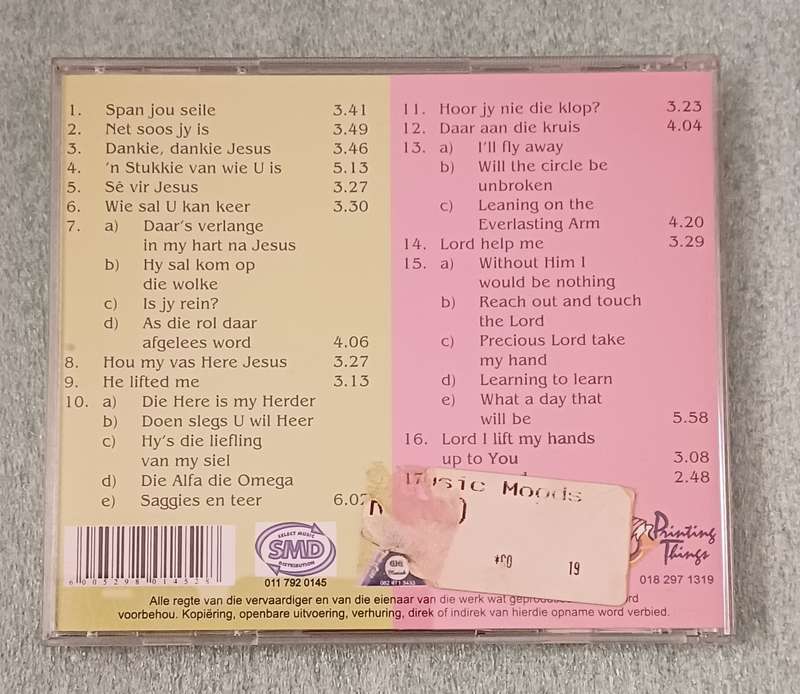 1. Span jou seile 3.41
2. Net soos jy is 3.49
3. Dankie, dankie Jesus 3.46
4. 'n Stukkie van wie U is 5.13
5. Sê vir Jesus 3.27
6. Wie sal U kan keer 3.30
7. a) Daar's verlange
in my hart na Jesus
b) Hy sal kom op
die wolke
c) Is jy rein?
d) As die rol daar
afgelees word 4.06
8. Hou my vas Here Jesus 3.27
9. He lifted me 3.13
10. a) Die Here is my Herder
b) Doen slegs U wil Heer
c) Hy's die liefling
van my siel
d) Die Alfa die Omega
e) Saggies en teer 6.02
11. Hoor jy nie die klop? 3.23
12. Daar aan die kruis 4.04
13. a) I'll fly away
b) Will the circle be
unbroken
c) Leaning on the
Everlasting Arm 4.20
14. Lord help me 3.29
15. a) Without Him I
would be nothing
b) Reach out and touch
the Lord
c) Precious Lord take
my hand
d) Learning to learn
e) What a day that
will be 5.58
16. Lord I lift my hands
up to You 3.08
17 2.48
Moods
19
6 005298 014525
SELECT MUSIC
SMD
DISTRIBUTION
011 792 0145
Printing
Things
018 297 1319
Alle regte van die vervaardiger en van die eienaar van die werk wat
voorbehou. Kopiëring, openbare uitvoering, verhuring, direk of indirek van hierdie opname word verbied.